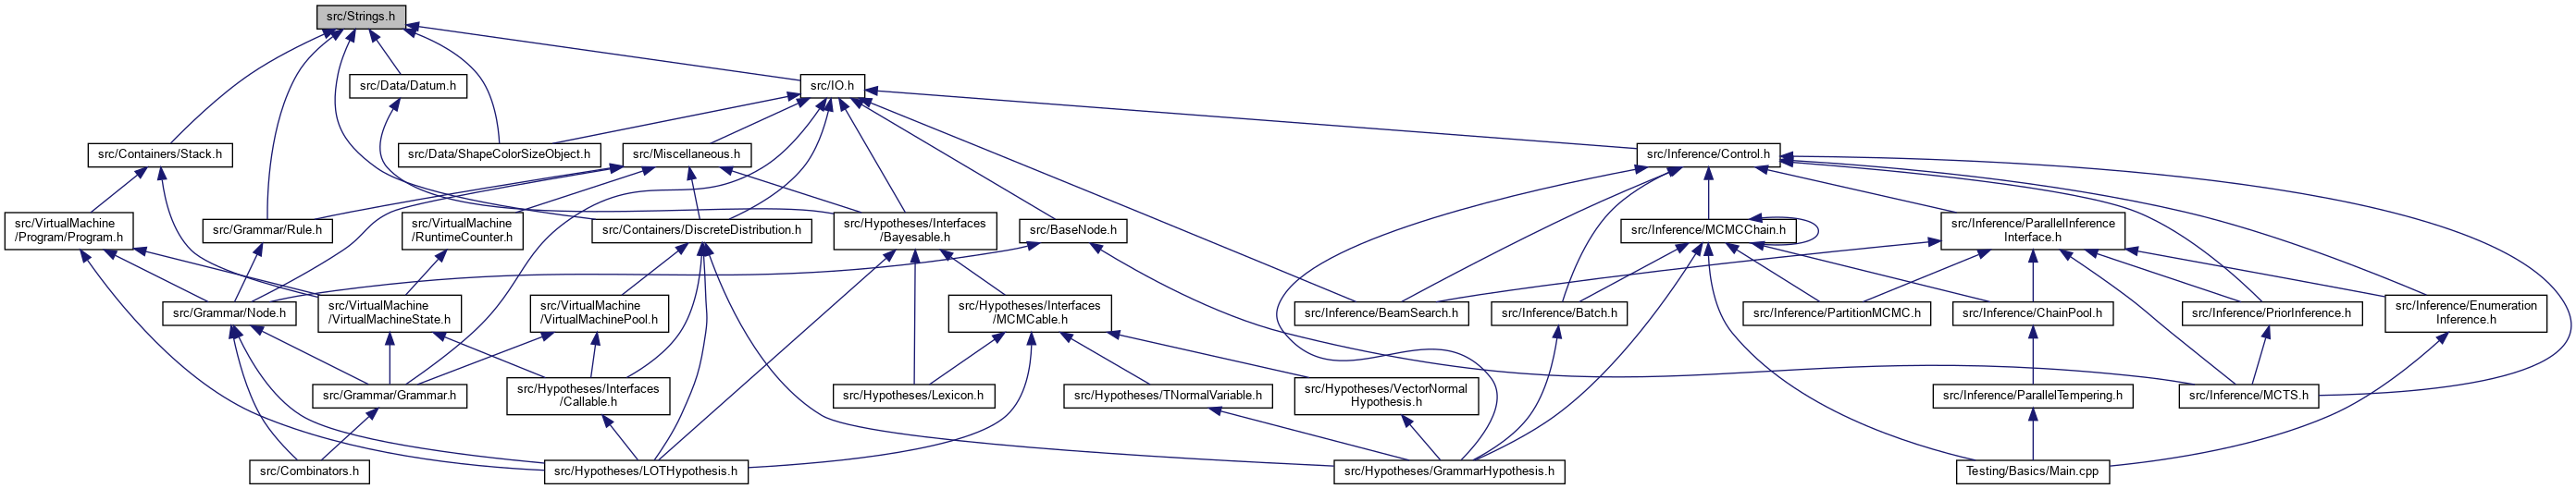 src/Strings.h
src/Data/Datum.h
src/IO.h
src/Containers/Stack.h
src/Data/ShapeColorSizeObject.h
src/Miscellaneous.h
src/Inference/Control.h
src/VirtualMachine
/Program/Program.h
src/Grammar/Rule.h
src/VirtualMachine
/RuntimeCounter.h
src/Containers/DiscreteDistribution.h
src/Hypotheses/Interfaces
/Bayesable.h
src/BaseNode.h
src/Inference/MCMCChain.h
src/Inference/ParallelInference
Interface.h
src/Grammar/Node.h
src/VirtualMachine
/VirtualMachineState.h
src/VirtualMachine
/VirtualMachinePool.h
src/Hypotheses/Interfaces
/MCMCable.h
src/Inference/BeamSearch.h
src/Inference/Batch.h
src/Inference/PartitionMCMC.h
src/Inference/ChainPool.h
src/Inference/PriorInference.h
src/Inference/Enumeration
Inference.h
src/Grammar/Grammar.h
src/Hypotheses/Interfaces
/Callable.h
src/Hypotheses/Lexicon.h
src/Hypotheses/TNormalVariable.h
src/Hypotheses/VectorNormal
Hypothesis.h
src/Inference/ParallelTempering.h
src/Inference/MCTS.h
src/Combinators.h
src/Hypotheses/LOTHypothesis.h
src/Hypotheses/GrammarHypothesis.h
Testing/Basics/Main.cpp